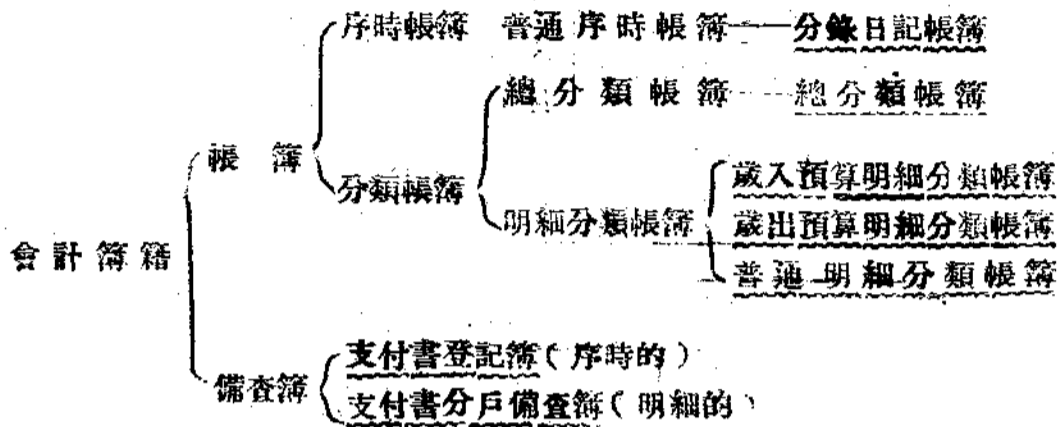 序時帳簿 普通序時帳簿——分錄日記帳簿
總分類帳簿——總分類帳簿
帳簿
分類帳簿
歲入預算明細分類帳簿
明細分類帳簿
歲出預算明細分類帳簿
會計簿籍
普通明細分類帳簿
支付書登記簿(序時的)
備查簿
支付書分戶備查簿(明細的)